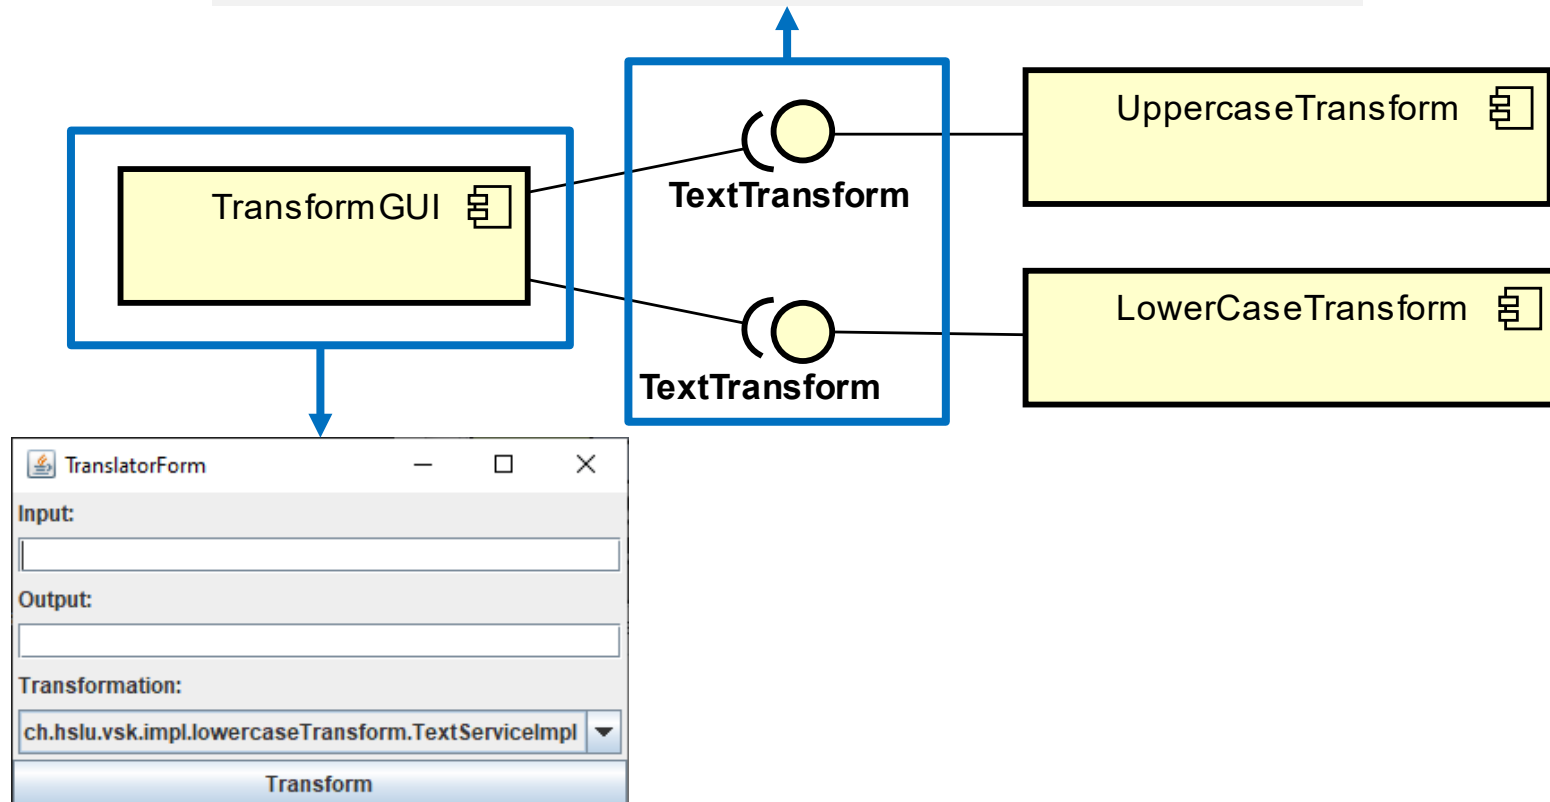 UppercaseTransform
TransformGUI
TextTransform
LowerCaseTransform
TextTransform
TranslatorForm
Input:
Output:
Transformation:
ch.hslu.vsk.impl.lowercaseTransform.TextServiceImpl
Transform